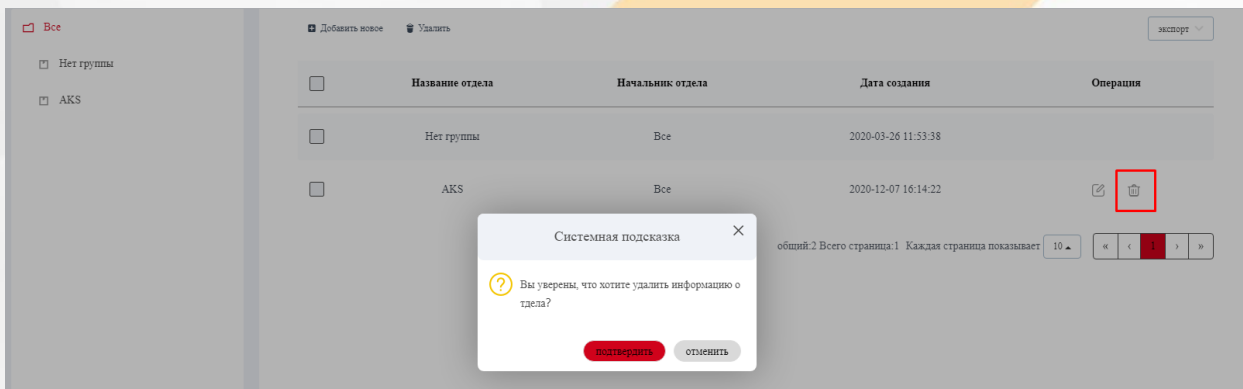 Все
Добавить новое Удалить экспорт
Нет группы
AKS
Название отдела Начальник отдела Дата создания Операция
Нет группы Все 2020-03-26 11:53:38
AKS Все 2020-12-07 16:14:22
Системная подсказка
общий:2 Всего страница:1 Каждая страница показывает 10 « ‹ 1 › »
Вы уверены, что хотите удалить информацию о
тдела?
подтвердить отменить